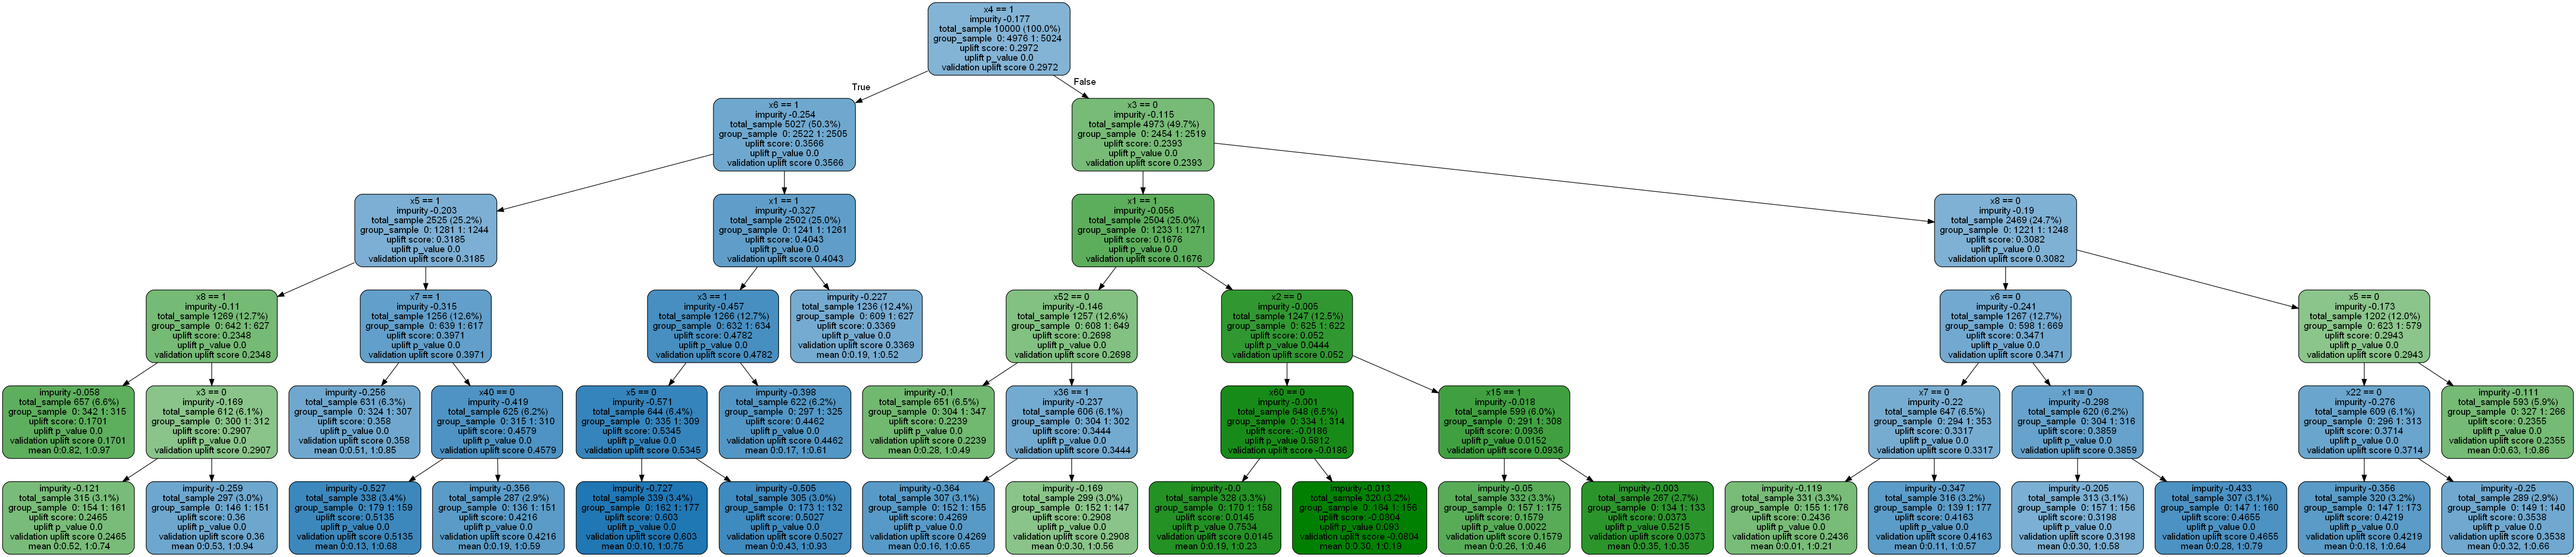 x4 == 1
impurity -0.177
total_sample 10000 (100.0%)
group_sample 0: 4976 1: 5024
uplift score: 0.2972
uplift p_value 0.0
validation uplift score 0.2972
True
False
x6 == 1
impurity -0.254
total_sample 5027 (50.3%)
group_sample 0: 2522 1: 2505
uplift score: 0.3566
uplift p_value 0.0
validation uplift score 0.3566
x3 == 0
impurity -0.115
total_sample 4973 (49.7%)
group_sample 0: 2454 1: 2519
uplift score: 0.2393
uplift p_value 0.0
validation uplift score 0.2393
x5 == 1
impurity -0.203
total_sample 2525 (25.2%)
group_sample 0: 1281 1: 1244
uplift score: 0.3185
uplift p_value 0.0
validation uplift score 0.3185
x1 == 1
impurity -0.327
total_sample 2502 (25.0%)
group_sample 0: 1241 1: 1261
uplift score: 0.4043
uplift p_value 0.0
validation uplift score 0.4043
x1 == 1
impurity -0.056
total_sample 2504 (25.0%)
group_sample 0: 1233 1: 1271
uplift score: 0.1676
uplift p_value 0.0
validation uplift score 0.1676
x8 == 0
impurity -0.19
total_sample 2469 (24.7%)
group_sample 0: 1221 1: 1248
uplift score: 0.3082
uplift p_value 0.0
validation uplift score 0.3082
x8 == 1
impurity -0.11
total_sample 1269 (12.7%)
group_sample 0: 642 1: 627
uplift score: 0.2348
uplift p_value 0.0
validation uplift score 0.2348
x7 == 1
impurity -0.315
total_sample 1256 (12.6%)
group_sample 0: 639 1: 617
uplift score: 0.3971
uplift p_value 0.0
validation uplift score 0.3971
x3 == 1
impurity -0.457
total_sample 1266 (12.7%)
group_sample 0: 632 1: 634
uplift score: 0.4782
uplift p_value 0.0
validation uplift score 0.4782
impurity -0.227
total_sample 1236 (12.4%)
group_sample 0: 609 1: 627
uplift score: 0.3369
uplift p_value 0.0
validation uplift score 0.3369
mean 0:0.19, 1:0.52
x52 == 0
impurity -0.146
total_sample 1257 (12.6%)
group_sample 0: 608 1: 649
uplift score: 0.2698
uplift p_value 0.0
validation uplift score 0.2698
x2 == 0
impurity -0.005
total_sample 1247 (12.5%)
group_sample 0: 625 1: 622
uplift score: 0.052
uplift p_value 0.0444
validation uplift score 0.052
x6 == 0
impurity -0.241
total_sample 1267 (12.7%)
group_sample 0: 598 1: 669
uplift score: 0.3471
uplift p_value 0.0
validation uplift score 0.3471
x5 == 0
impurity -0.173
total_sample 1202 (12.0%)
group_sample 0: 623 1: 579
uplift score: 0.2943
uplift p_value 0.0
validation uplift score 0.2943
impurity -0.058
total_sample 657 (6.6%)
group_sample 0: 342 1: 315
uplift score: 0.1701
uplift p_value 0.0
validation uplift score 0.1701
mean 0:0.82, 1:0.97
x3 == 0
impurity -0.169
total_sample 612 (6.1%)
group_sample 0: 300 1: 312
uplift score: 0.2907
uplift p_value 0.0
validation uplift score 0.2907
impurity -0.256
total_sample 631 (6.3%)
group_sample 0: 324 1: 307
uplift score: 0.358
uplift p_value 0.0
validation uplift score 0.358
mean 0:0.51, 1:0.85
x40 == 0
impurity -0.419
total_sample 625 (6.2%)
group_sample 0: 315 1: 310
uplift score: 0.4579
uplift p_value 0.0
validation uplift score 0.4579
x5 == 0
impurity -0.571
total_sample 644 (6.4%)
group_sample 0: 335 1: 309
uplift score: 0.5345
uplift p_value 0.0
validation uplift score 0.5345
impurity -0.398
total_sample 622 (6.2%)
group_sample 0: 297 1: 325
uplift score: 0.4462
uplift p_value 0.0
validation uplift score 0.4462
mean 0:0.17, 1:0.61
impurity -0.1
total_sample 651 (6.5%)
group_sample 0: 304 1: 347
uplift score: 0.2239
uplift p_value 0.0
validation uplift score 0.2239
mean 0:0.28, 1:0.49
x36 == 1
impurity -0.237
total_sample 606 (6.1%)
group_sample 0: 304 1: 302
uplift score: 0.3444
uplift p_value 0.0
validation uplift score 0.3444
x60 == 0
impurity -0.001
total_sample 648 (6.5%)
group_sample 0: 334 1: 314
uplift score: -0.0186
uplift p_value 0.5812
validation uplift score -0.0186
x15 == 1
impurity -0.018
total_sample 599 (6.0%)
group_sample 0: 291 1: 308
uplift score: 0.0936
uplift p_value 0.0152
validation uplift score 0.0936
x7 == 0
impurity -0.22
total_sample 647 (6.5%)
group_sample 0: 294 1: 353
uplift score: 0.3317
uplift p_value 0.0
validation uplift score 0.3317
x1 == 0
impurity -0.298
total_sample 620 (6.2%)
group_sample 0: 304 1: 316
uplift score: 0.3859
uplift p_value 0.0
validation uplift score 0.3859
x22 == 0
impurity -0.276
total_sample 609 (6.1%)
group_sample 0: 296 1: 313
uplift score: 0.3714
uplift p_value 0.0
validation uplift score 0.3714
impurity -0.111
total_sample 593 (5.9%)
group_sample 0: 327 1: 266
uplift score: 0.2355
uplift p_value 0.0
validation uplift score 0.2355
mean 0:0.63, 1:0.86
impurity -0.121
total_sample 315 (3.1%)
group_sample 0: 154 1: 161
uplift score: 0.2465
uplift p_value 0.0
validation uplift score 0.2465
mean 0:0.52, 1:0.74
impurity -0.259
total_sample 297 (3.0%)
group_sample 0: 146 1: 151
uplift score: 0.36
uplift p_value 0.0
validation uplift score 0.36
mean 0:0.53, 1:0.94
impurity -0.527
total_sample 338 (3.4%)
group_sample 0: 179 1: 159
uplift score: 0.5135
uplift p_value 0.0
validation uplift score 0.5135
mean 0:0.13, 1:0.68
impurity -0.356
total_sample 287 (2.9%)
group_sample 0: 136 1: 151
uplift score: 0.4216
uplift p_value 0.0
validation uplift score 0.4216
mean 0:0.19, 1:0.59
impurity -0.727
total_sample 339 (3.4%)
group_sample 0: 162 1: 177
uplift score: 0.603
uplift p_value 0.0
validation uplift score 0.603
mean 0:0.10, 1:0.75
impurity -0.505
total_sample 305 (3.0%)
group_sample 0: 173 1: 132
uplift score: 0.5027
uplift p_value 0.0
validation uplift score 0.5027
mean 0:0.43, 1:0.93
impurity -0.364
total_sample 307 (3.1%)
group_sample 0: 152 1: 155
uplift score: 0.4269
uplift p_value 0.0
validation uplift score 0.4269
mean 0:0.16, 1:0.65
impurity -0.169
total_sample 299 (3.0%)
group_sample 0: 152 1: 147
uplift score: 0.2908
uplift p_value 0.0
validation uplift score 0.2908
mean 0:0.30, 1:0.56
impurity -0.0
total_sample 328 (3.3%)
group_sample 0: 170 1: 158
uplift score: 0.0145
uplift p_value 0.7534
validation uplift score 0.0145
mean 0:0.19, 1:0.23
impurity -0.013
total_sample 320 (3.2%)
group_sample 0: 164 1: 156
uplift score: -0.0804
uplift p_value 0.093
validation uplift score -0.0804
mean 0:0.30, 1:0.19
impurity -0.05
total_sample 332 (3.3%)
group_sample 0: 157 1: 175
uplift score: 0.1579
uplift p_value 0.0022
validation uplift score 0.1579
mean 0:0.26, 1:0.46
impurity -0.003
total_sample 267 (2.7%)
group_sample 0: 134 1: 133
uplift score: 0.0373
uplift p_value 0.5215
validation uplift score 0.0373
mean 0:0.35, 1:0.35
impurity -0.119
total_sample 331 (3.3%)
group_sample 0: 155 1: 176
uplift score: 0.2436
uplift p_value 0.0
validation uplift score 0.2436
mean 0:0.01, 1:0.21
impurity -0.347
total_sample 316 (3.2%)
group_sample 0: 139 1: 177
uplift score: 0.4163
uplift p_value 0.0
validation uplift score 0.4163
mean 0:0.11, 1:0.57
impurity -0.205
total_sample 313 (3.1%)
group_sample 0: 157 1: 156
uplift score: 0.3198
uplift p_value 0.0
validation uplift score 0.3198
mean 0:0.30, 1:0.58
impurity -0.433
total_sample 307 (3.1%)
group_sample 0: 147 1: 160
uplift score: 0.4655
uplift p_value 0.0
validation uplift score 0.4655
mean 0:0.28, 1:0.79
impurity -0.356
total_sample 320 (3.2%)
group_sample 0: 147 1: 173
uplift score: 0.4219
uplift p_value 0.0
validation uplift score 0.4219
mean 0:0.18, 1:0.64
impurity -0.25
total_sample 289 (2.9%)
group_sample 0: 149 1: 140
uplift score: 0.3538
uplift p_value 0.0
validation uplift score 0.3538
mean 0:0.32, 1:0.66